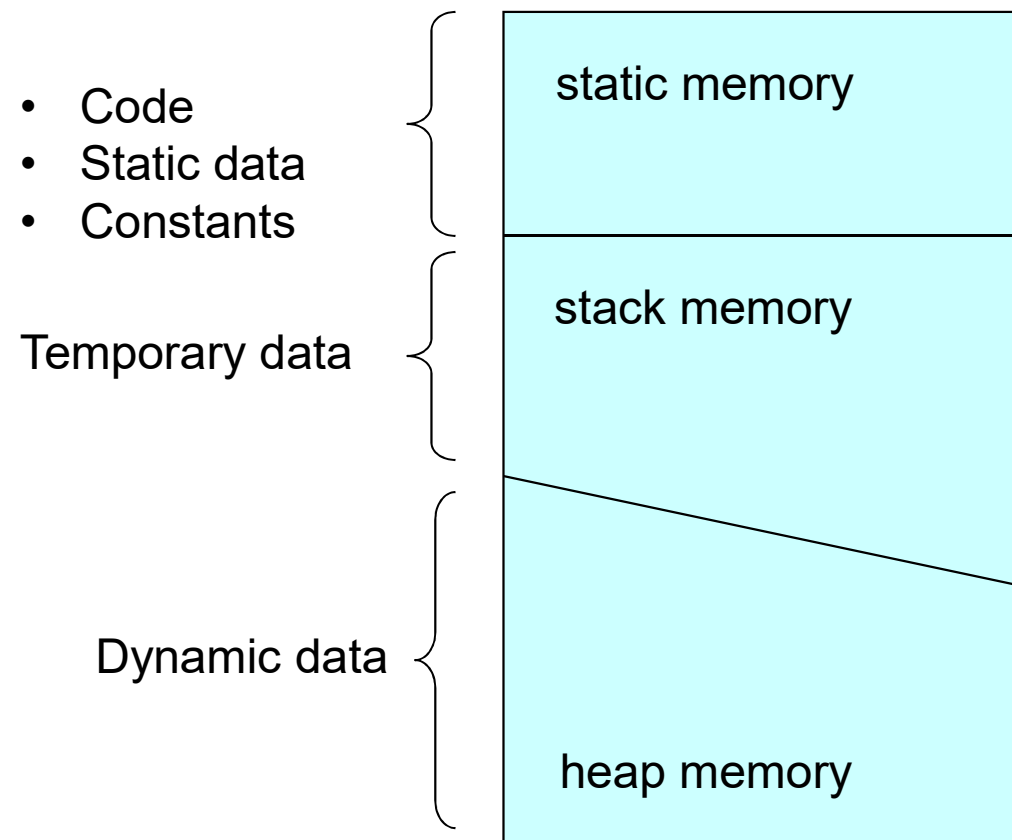 static memory
• Code
• Static data
• Constants
stack memory
Temporary data
Dynamic data
heap memory